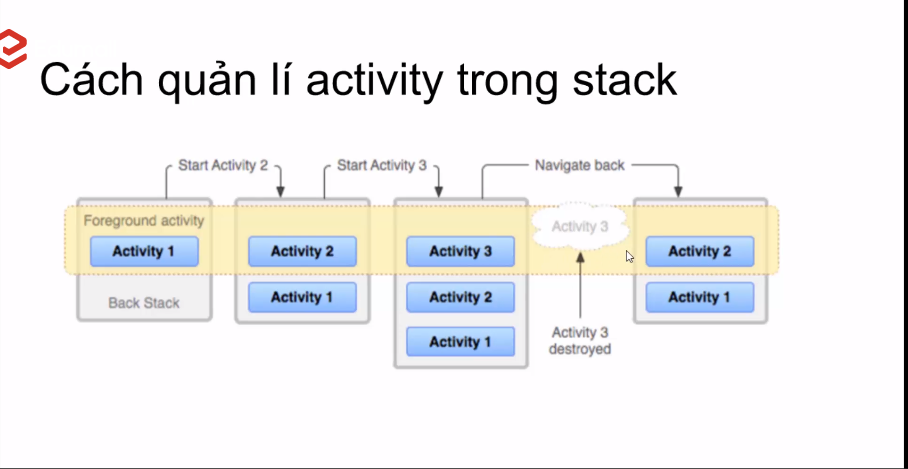 Cách quản lí activity trong stack
Start Activity 2
Start Activity 3
Navigate back
Foreground activity
Activity 1
Back Stack
Activity 2
Activity 1
Activity 3
Activity 2
Activity 1
Activity 3
Activity 3
destroyed
Activity 2
Activity 1